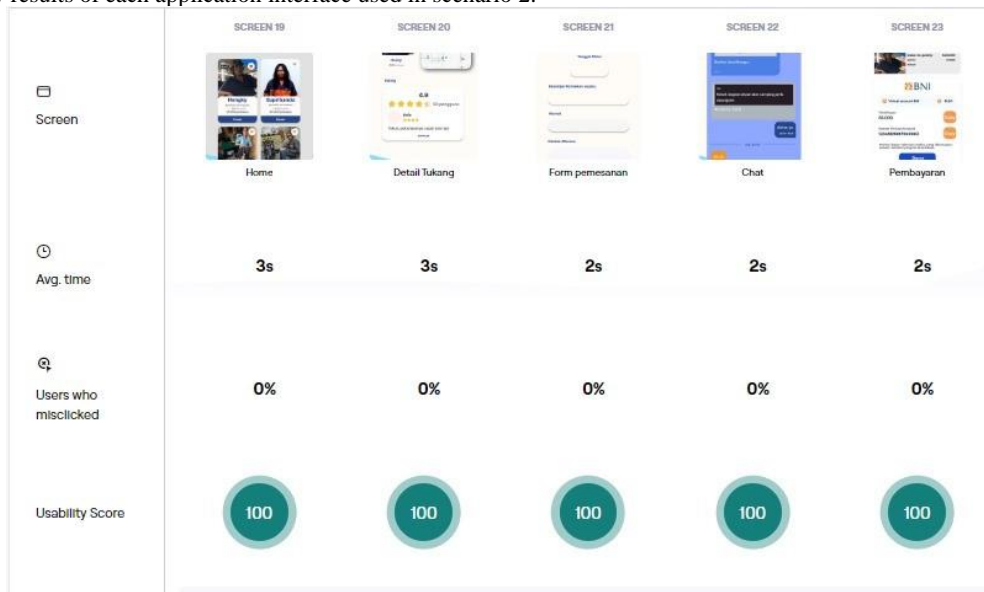 results of each application interface used in scenario 2.
SCREEN 19 SCREEN 20 SCREEN 21 SCREEN 22 SCREEN 23
Screen
BNI
Home Detail Tukang Form pemesanan Chat Pembayaran
Avg. time
3s 3s 2s 2s 2s
Users who
misclicked
0% 0% 0% 0% 0%
Usability Score
100 100 100 100 100